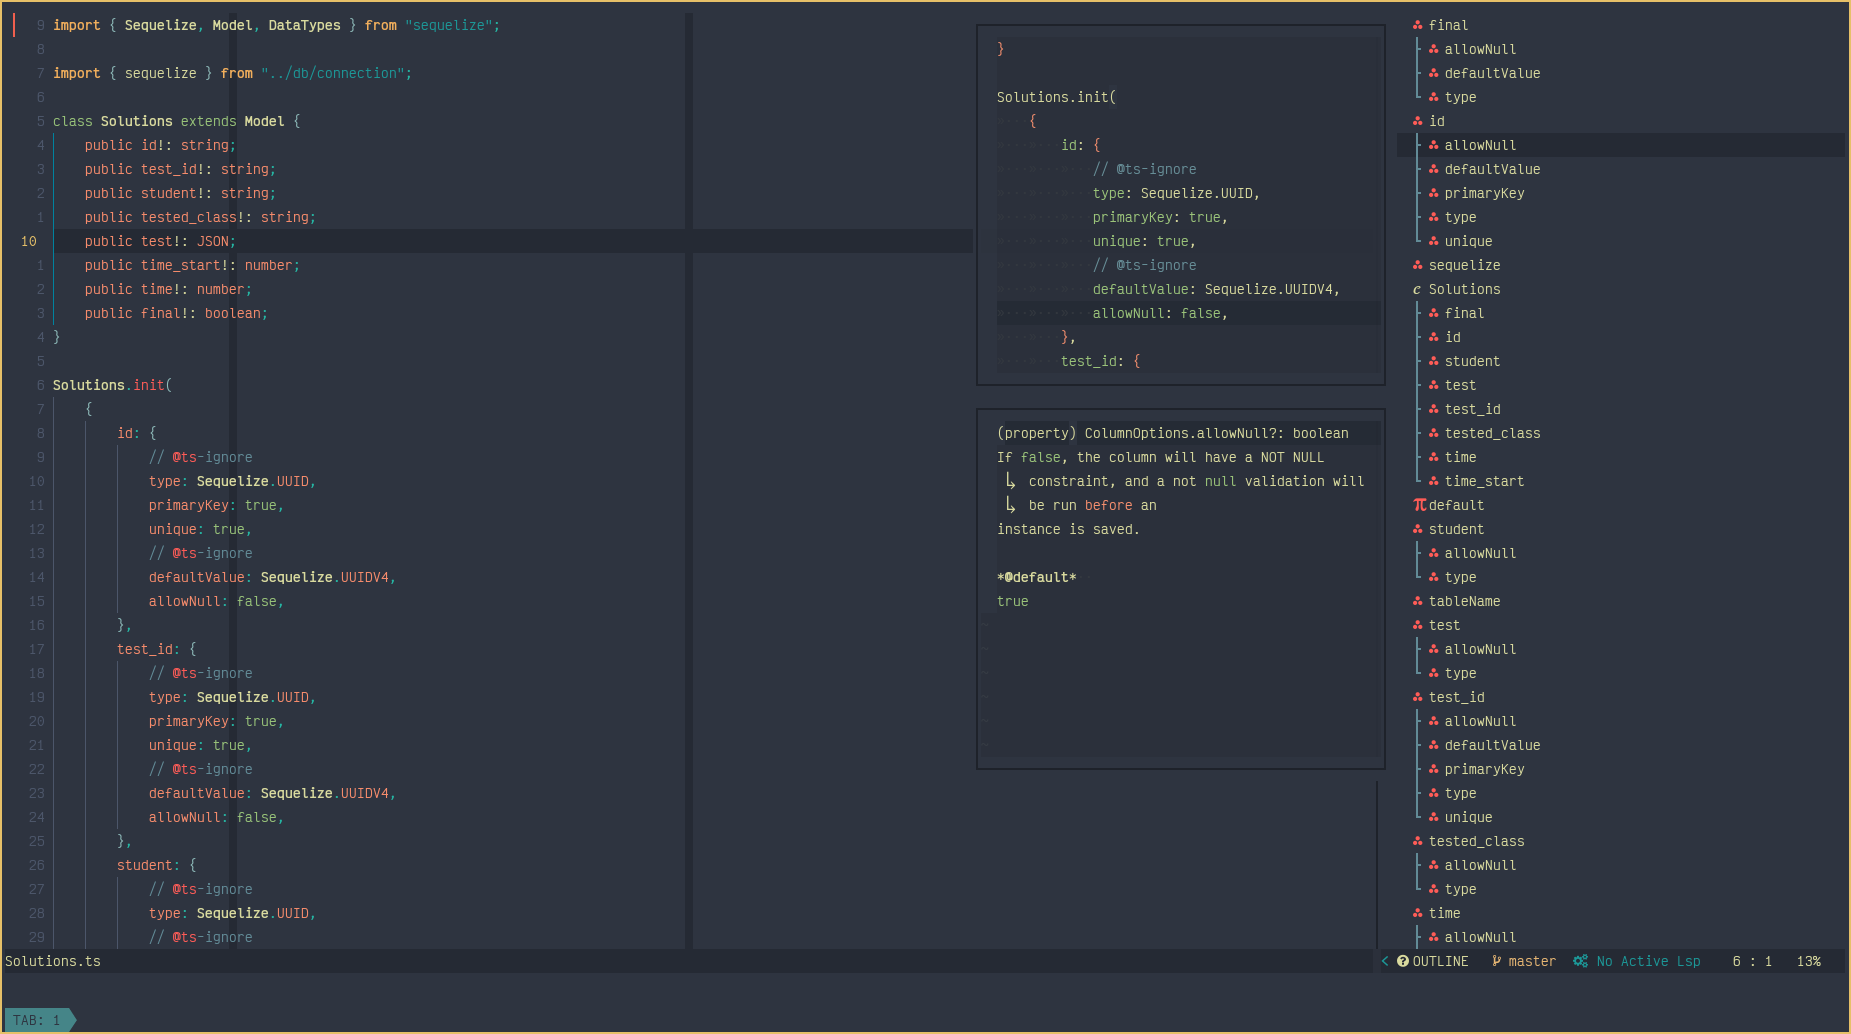 9 import { Sequelize, Model, DataTypes } from "sequelize";
8
7 import { sequelize } from "../db/connection";
6
5 class Solutions extends Model {
4     public id!: string;
3     public test_id!: string;
2     public student!: string;
1     public tested_class!: string;
10     public test!: JSON;
1     public time_start!: number;
2     public time!: number;
3     public final!: boolean;
4 }
5
6 Solutions.init(
7     {
8         id: {
9             // @ts-ignore
10             type: Sequelize.UUID,
11             primaryKey: true,
12             unique: true,
13             // @ts-ignore
14             defaultValue: Sequelize.UUIDV4,
15             allowNull: false,
16         },
17         test_id: {
18             // @ts-ignore
19             type: Sequelize.UUID,
20             primaryKey: true,
21             unique: true,
22             // @ts-ignore
23             defaultValue: Sequelize.UUIDV4,
24             allowNull: false,
25         },
26         student: {
27             // @ts-ignore
28             type: Sequelize.UUID,
29             // @ts-ignore
}
Solutions.init(
    {
        id: {
            // @ts-ignore
            type: Sequelize.UUID,
            primaryKey: true,
            unique: true,
            // @ts-ignore
            defaultValue: Sequelize.UUIDV4,
            allowNull: false,
        },
        test_id: {
(property) ColumnOptions.allowNull?: boolean
If false, the column will have a NOT NULL
constraint, and a not null validation will
be run before an
instance is saved.
*@default*
true
final
allowNull
defaultValue
type
id
allowNull
defaultValue
primaryKey
type
unique
sequelize
c Solutions
final
id
student
test
test_id
tested_class
time
time_start
π default
student
allowNull
type
tableName
test
allowNull
type
test_id
allowNull
defaultValue
primaryKey
type
unique
tested_class
allowNull
type
time
allowNull
Solutions.ts
< ? OUTLINE master No Active Lsp 6 : 1 13%
TAB: 1